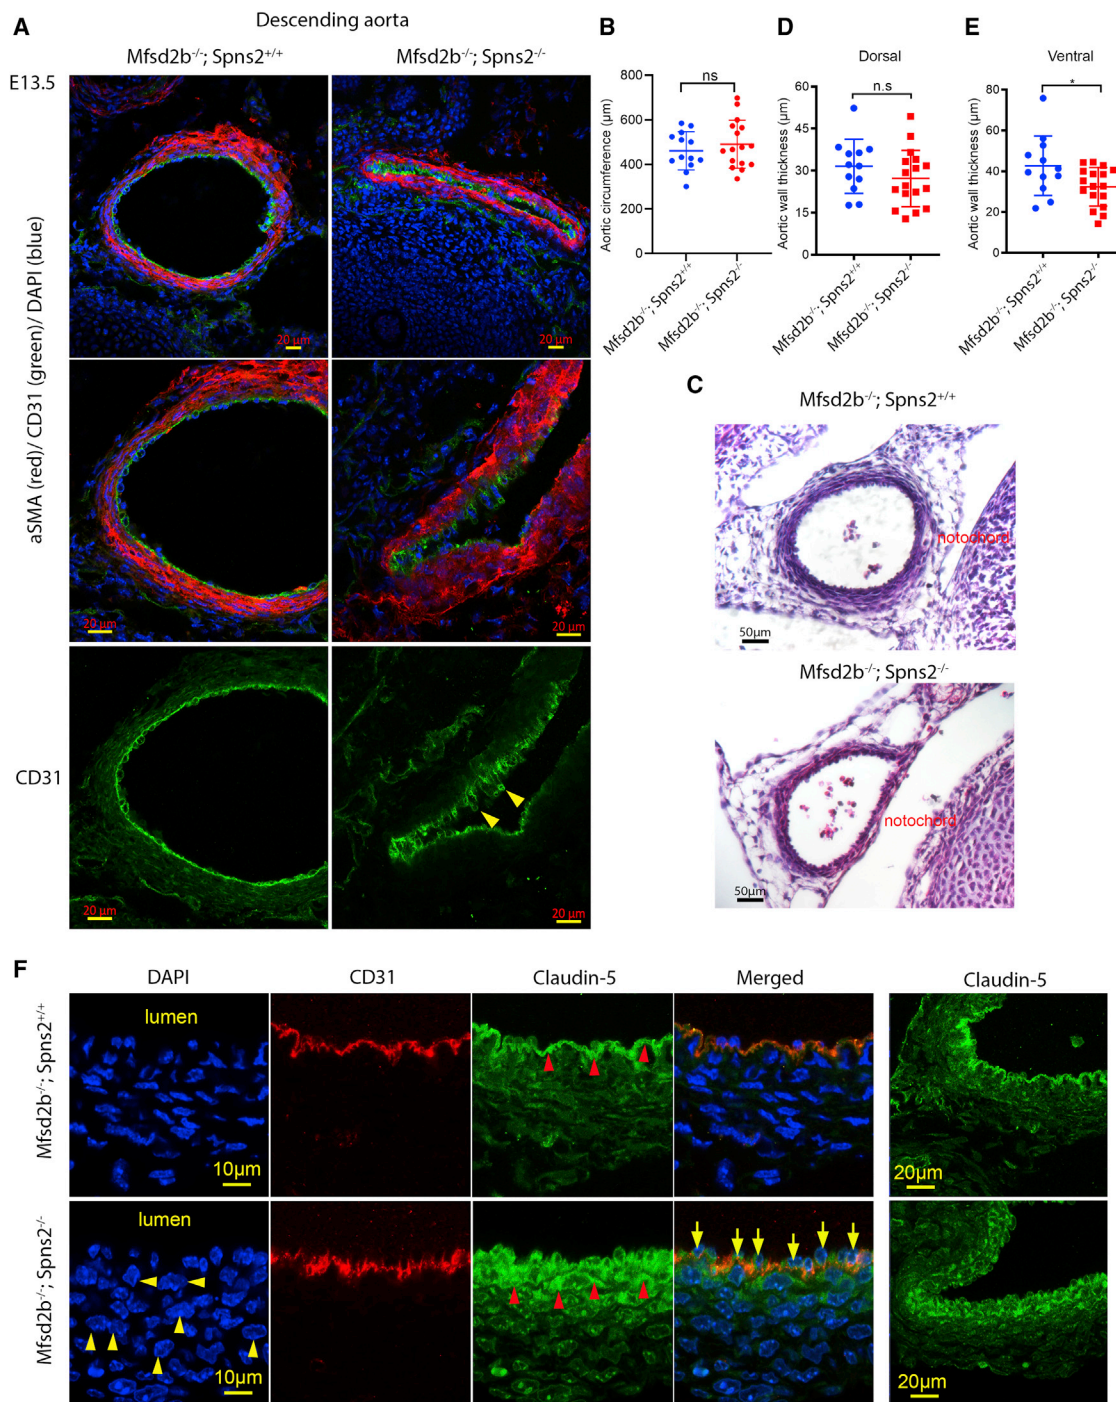 A
Descending aorta
Mfsd2b-/-; Spns2+/+
Mfsd2b-/-; Spns2-/-
E13.5
aSMA (red)/ CD31 (green)/ DAPI (blue)
20 µm
20 µm
20 µm
20 µm
CD31
20 µm
20 µm
B
Aortic circumference (µm)
800
600
400
200
0
ns
Mfsd2b-/-; Spns2+/+
Mfsd2b-/-; Spns2-/-
D
Dorsal
Aortic wall thickness (µm)
60
45
30
15
0
n.s
Mfsd2b-/-; Spns2+/+
Mfsd2b-/-; Spns2-/-
E
Ventral
Aortic wall thickness (µm)
80
60
40
20
0
*
Mfsd2b-/-; Spns2+/+
Mfsd2b-/-; Spns2-/-
C
Mfsd2b-/-; Spns2+/+
notochord
50µm
Mfsd2b-/-; Spns2-/-
notochord
50µm
F
DAPI
CD31
Claudin-5
Merged
Claudin-5
Mfsd2b-/-; Spns2+/+
lumen
10µm
20µm
Mfsd2b-/-; Spns2-/-
lumen
10µm
20µm